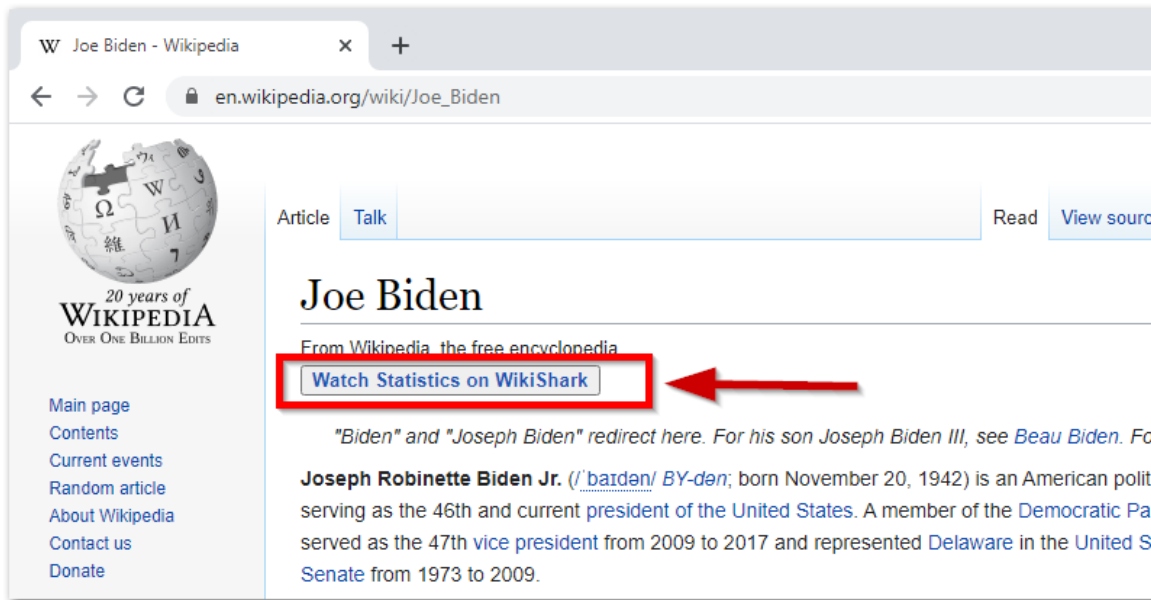 Joe Biden - Wikipedia
en.wikipedia.org/wiki/Joe_Biden
20 years of
WIKIPEDIA
OVER ONE BILLION EDITS
Main page
Contents
Current events
Random article
About Wikipedia
Contact us
Donate
Article Talk
Read View sourc
Joe Biden
From Wikipedia, the free encyclopedia
Watch Statistics on WikiShark
"Biden" and "Joseph Biden" redirect here. For his son Joseph Biden III, see Beau Biden. Fo
Joseph Robinette Biden Jr. (/ˈbaɪdən/ BY-dən; born November 20, 1942) is an American polit
serving as the 46th and current president of the United States. A member of the Democratic Pa
served as the 47th vice president from 2009 to 2017 and represented Delaware in the United S
Senate from 1973 to 2009.